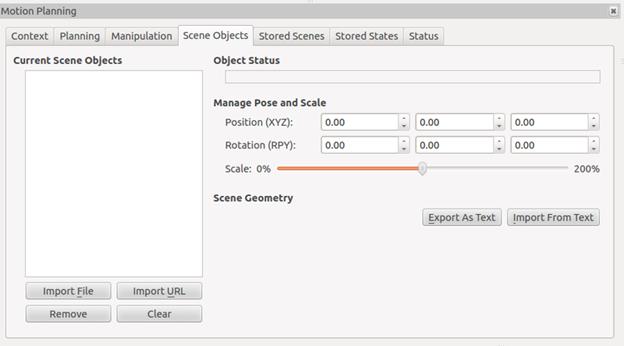 Motion Planning
Context Planning Manipulation Scene Objects Stored Scenes Stored States Status
Current Scene Objects
Object Status
Manage Pose and Scale
Position (XYZ): 0.00 0.00 0.00
Rotation (RPY): 0.00 0.00 0.00
Scale: 0% 200%
Scene Geometry
Export As Text Import From Text
Import File Import URL
Remove Clear